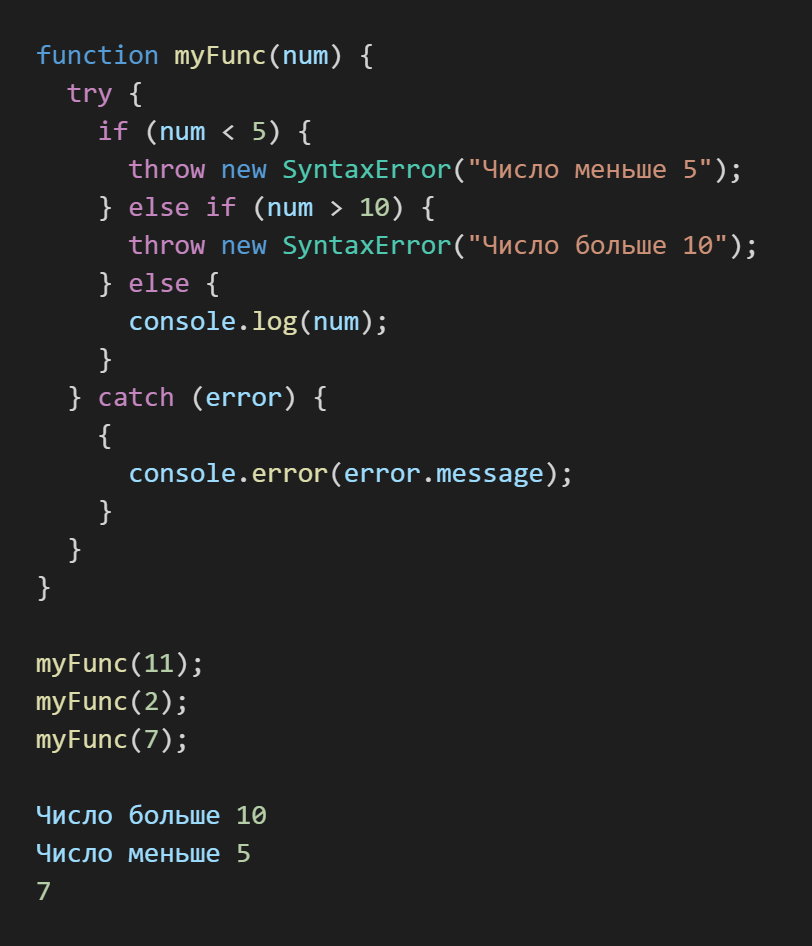 function myFunc(num) {
  try {
    if (num < 5) {
      throw new SyntaxError("Число меньше 5");
    } else if (num > 10) {
      throw new SyntaxError("Число больше 10");
    } else {
      console.log(num);
    }
  } catch (error) {
    {
      console.error(error.message);
    }
  }
}

myFunc(11);
myFunc(2);
myFunc(7);

Число больше 10
Число меньше 5
7